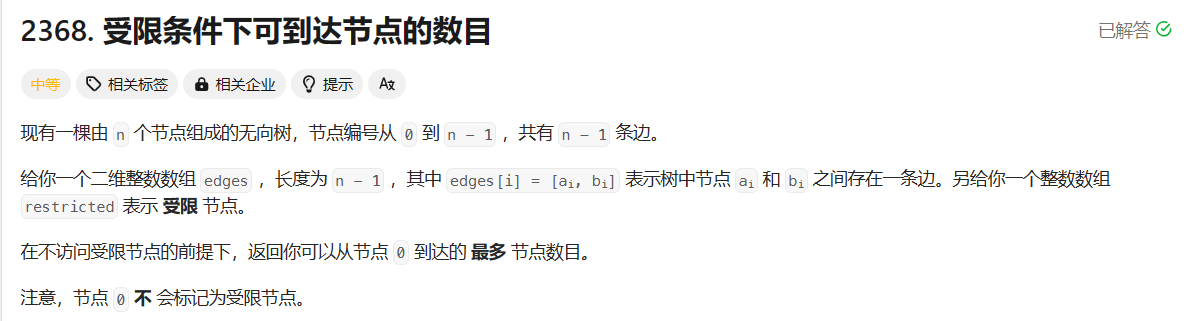 2368. 受限条件下可到达节点的数目
已解答
中等 相关标签 相关企业 提示 A文
现有一棵由 n 个节点组成的无向树，节点编号从 0 到 n - 1 ，共有 n - 1 条边。
给你一个二维整数数组 edges ，长度为 n - 1 ，其中 edges[i] = [aᵢ, bᵢ] 表示树中节点 aᵢ 和 bᵢ 之间存在一条边。另给你一个整数数组
restricted 表示 受限 节点。
在不访问受限节点的前提下，返回你可以从节点 0 到达的 最多 节点数目。
注意，节点 0 不 会标记为受限节点。